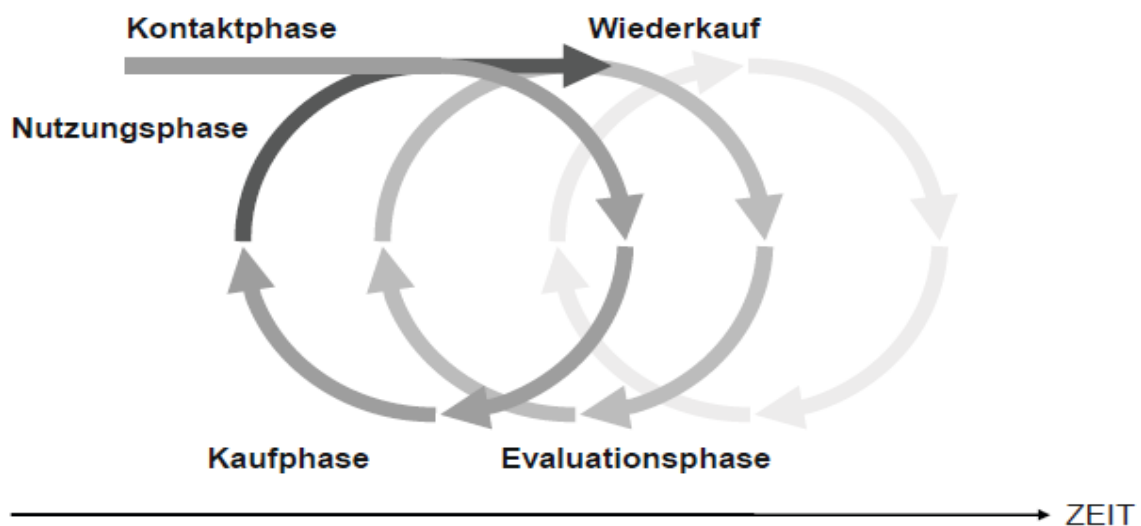 Kontaktphase
Wiederkauf
Nutzungsphase
Kaufphase
Evaluationsphase
ZEIT